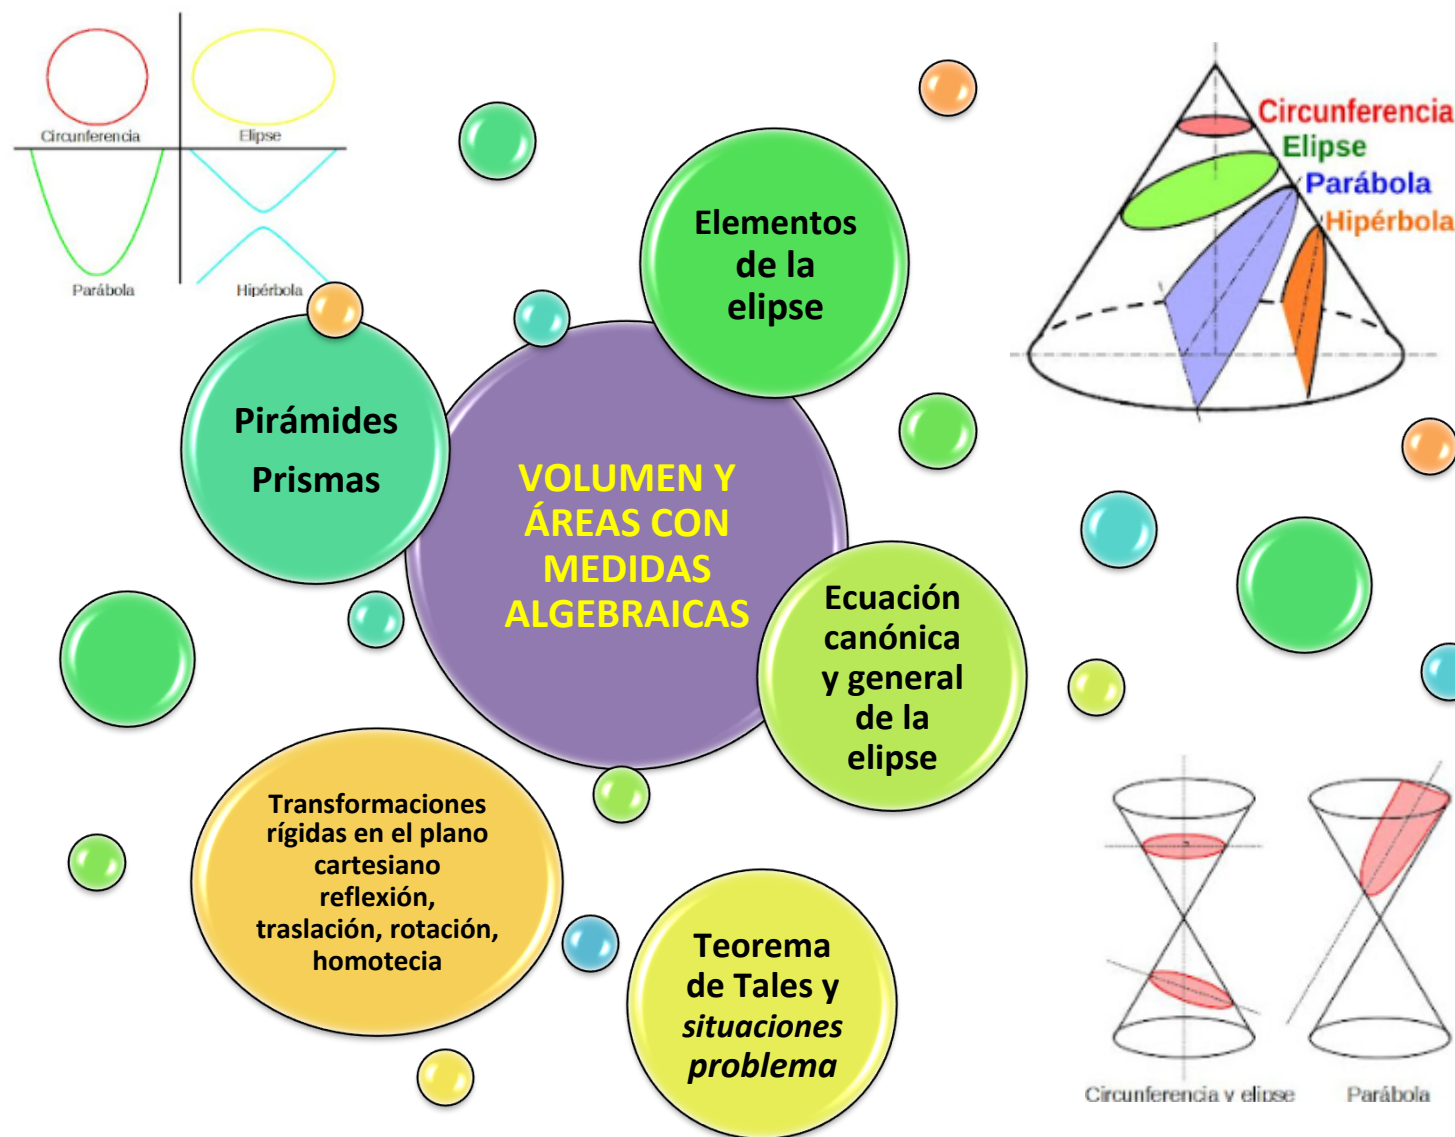 Circunferencia
Elipse
Parábola
Hipérbola
Circunferencia
Elipse
Parábola
Hipérbola
Elementos
de la
elipse
Pirámides
Prismas
VOLUMEN Y
ÁREAS CON
MEDIDAS
ALGEBRAICAS
Ecuación
canónica
y general
de la
elipse
Transformaciones
rígidas en el plano
cartesiano
reflexión,
traslación, rotación,
homotecia
Teorema
de Tales y
situaciones
problema
Circunferencia y elipse
Parábola